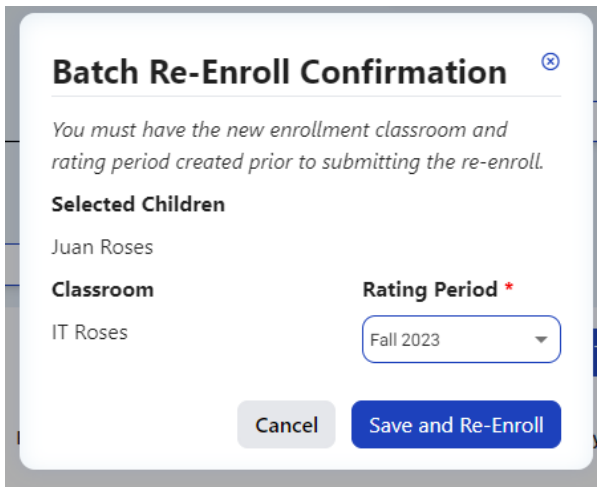 Batch Re-Enroll Confirmation
You must have the new enrollment classroom and
rating period created prior to submitting the re-enroll.
Selected Children
Juan Roses
Classroom
Rating Period *
IT Roses
Fall 2023
Cancel
Save and Re-Enroll